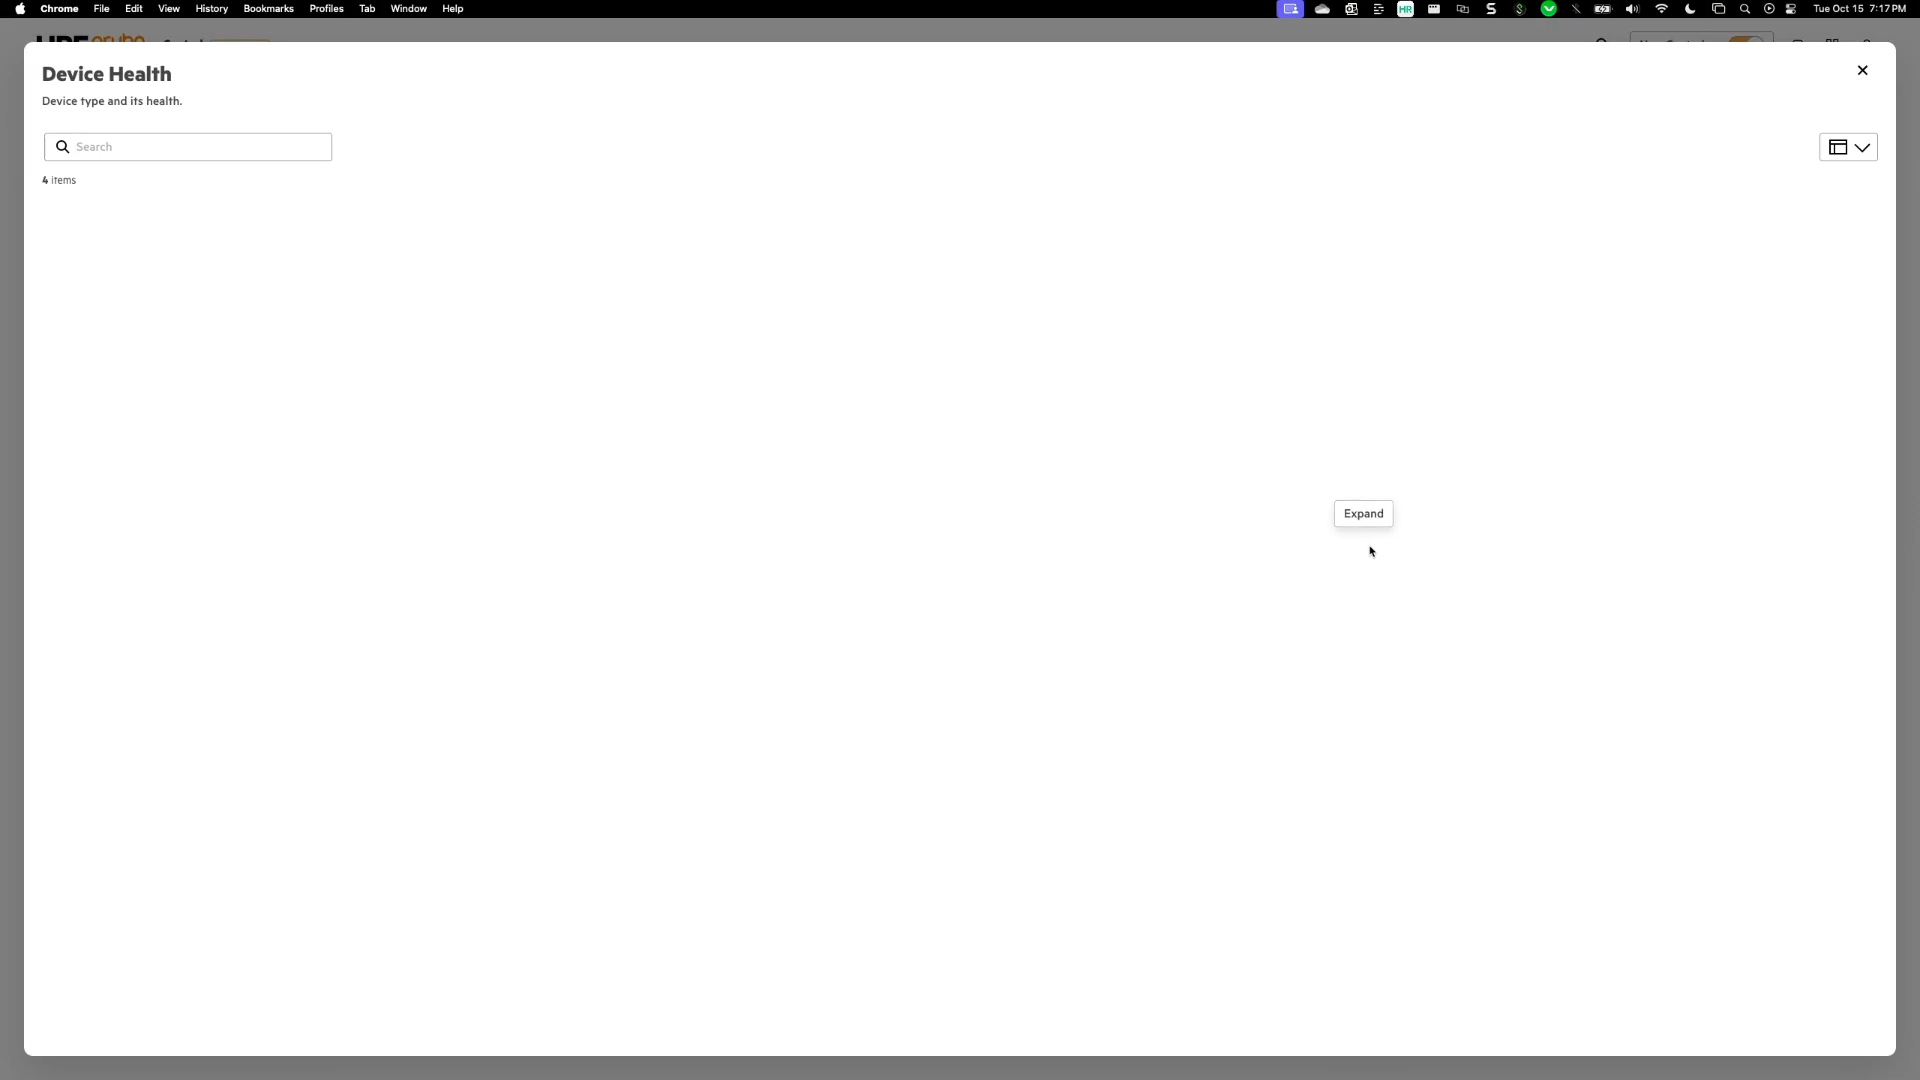 Chrome File Edit View History Bookmarks Profiles Tab Window Help HR S Tue Oct 15 7:17 PM
Device Health
Device type and its health.
Search
4 items
Expand